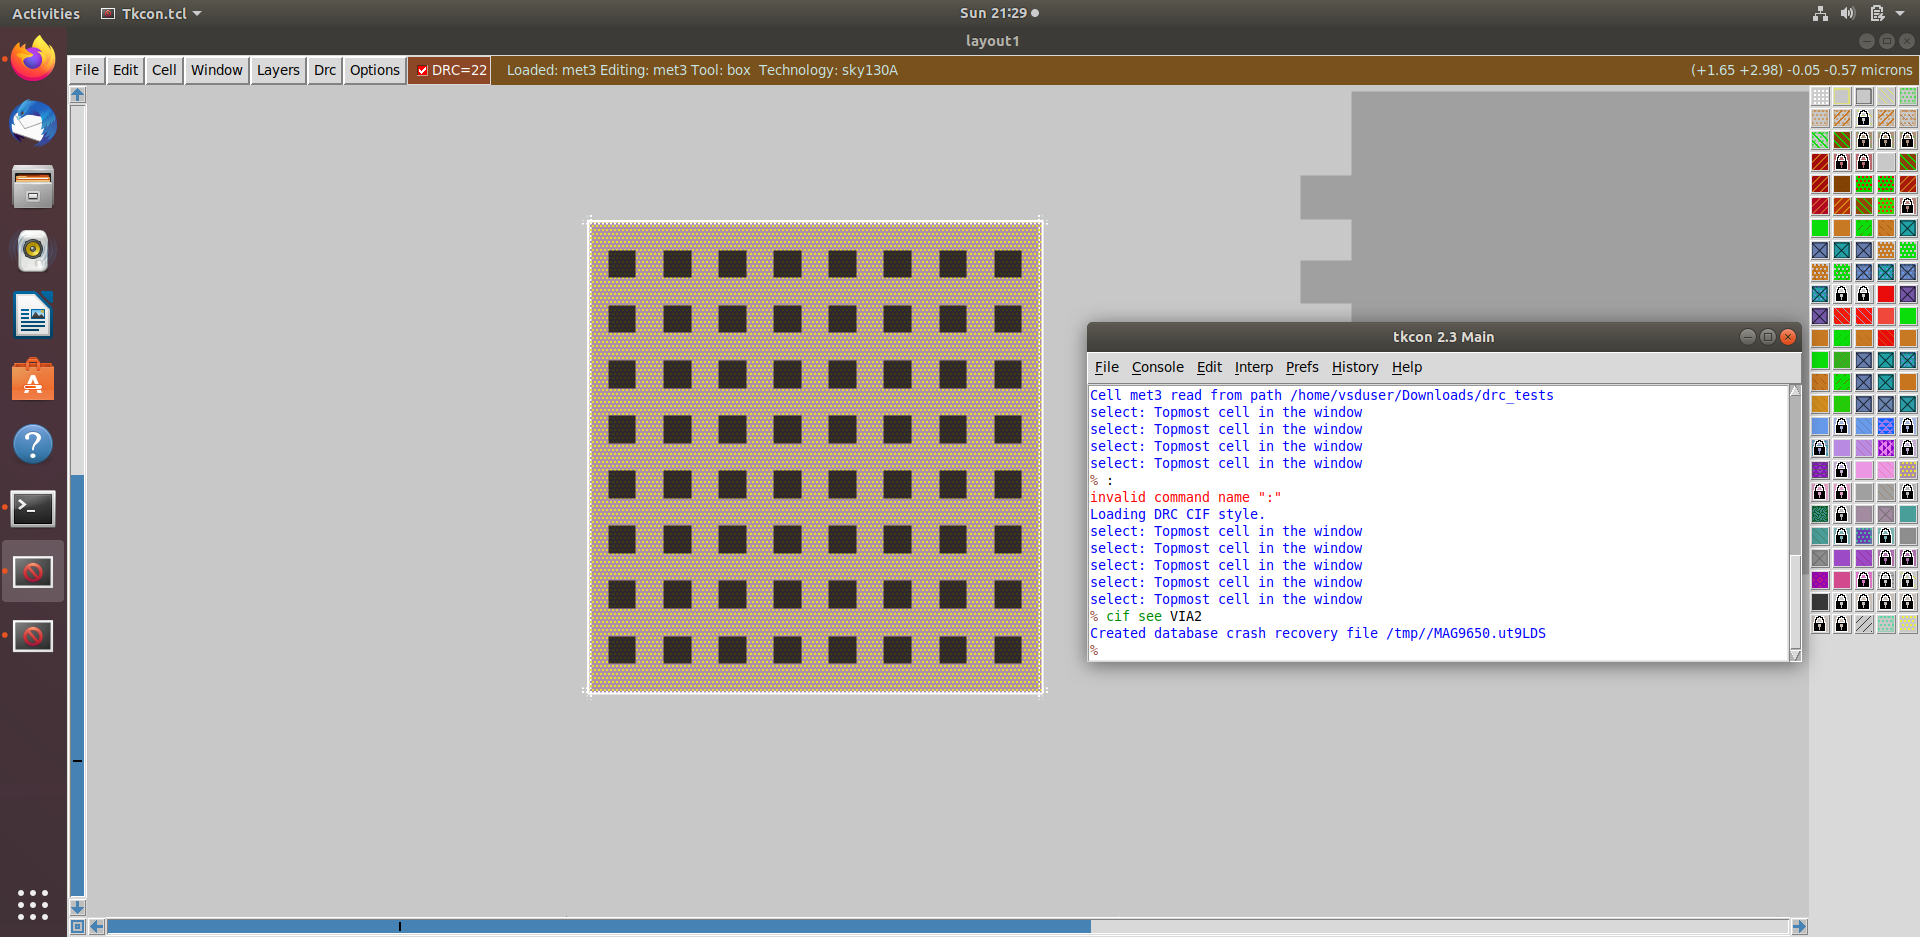 Activities Tkcon.tcl Sun 21:29
layout1
File Edit Cell Window Layers Drc Options DRC=22 Loaded: met3 Editing: met3 Tool: box Technology: sky130A (+1.65 +2.98) -0.05 -0.57 microns
tkcon 2.3 Main
File Console Edit Interp Prefs History Help
Cell met3 read from path /home/vsduser/Downloads/drc_tests
select: Topmost cell in the window
select: Topmost cell in the window
select: Topmost cell in the window
select: Topmost cell in the window
% :
invalid command name ":"
Loading DRC CIF style.
select: Topmost cell in the window
select: Topmost cell in the window
select: Topmost cell in the window
select: Topmost cell in the window
select: Topmost cell in the window
% cif see VIA2
Created database crash recovery file /tmp//MAG9650.ut9LDS
%